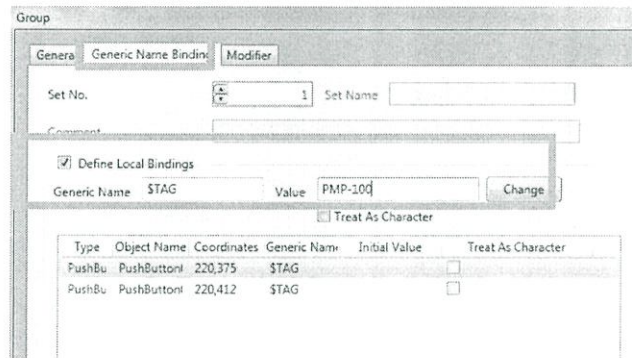 Group
Genera Generic Name Binding Modifier
Set No. 1 Set Name
Comment
Define Local Bindings
Generic Name $TAG Value PMP-100 Change
Treat As Character
Type Object Name Coordinates Generic Name Initial Value Treat As Character
PushBu PushButton 220,375 $TAG
PushBu PushButton 220,412 $TAG